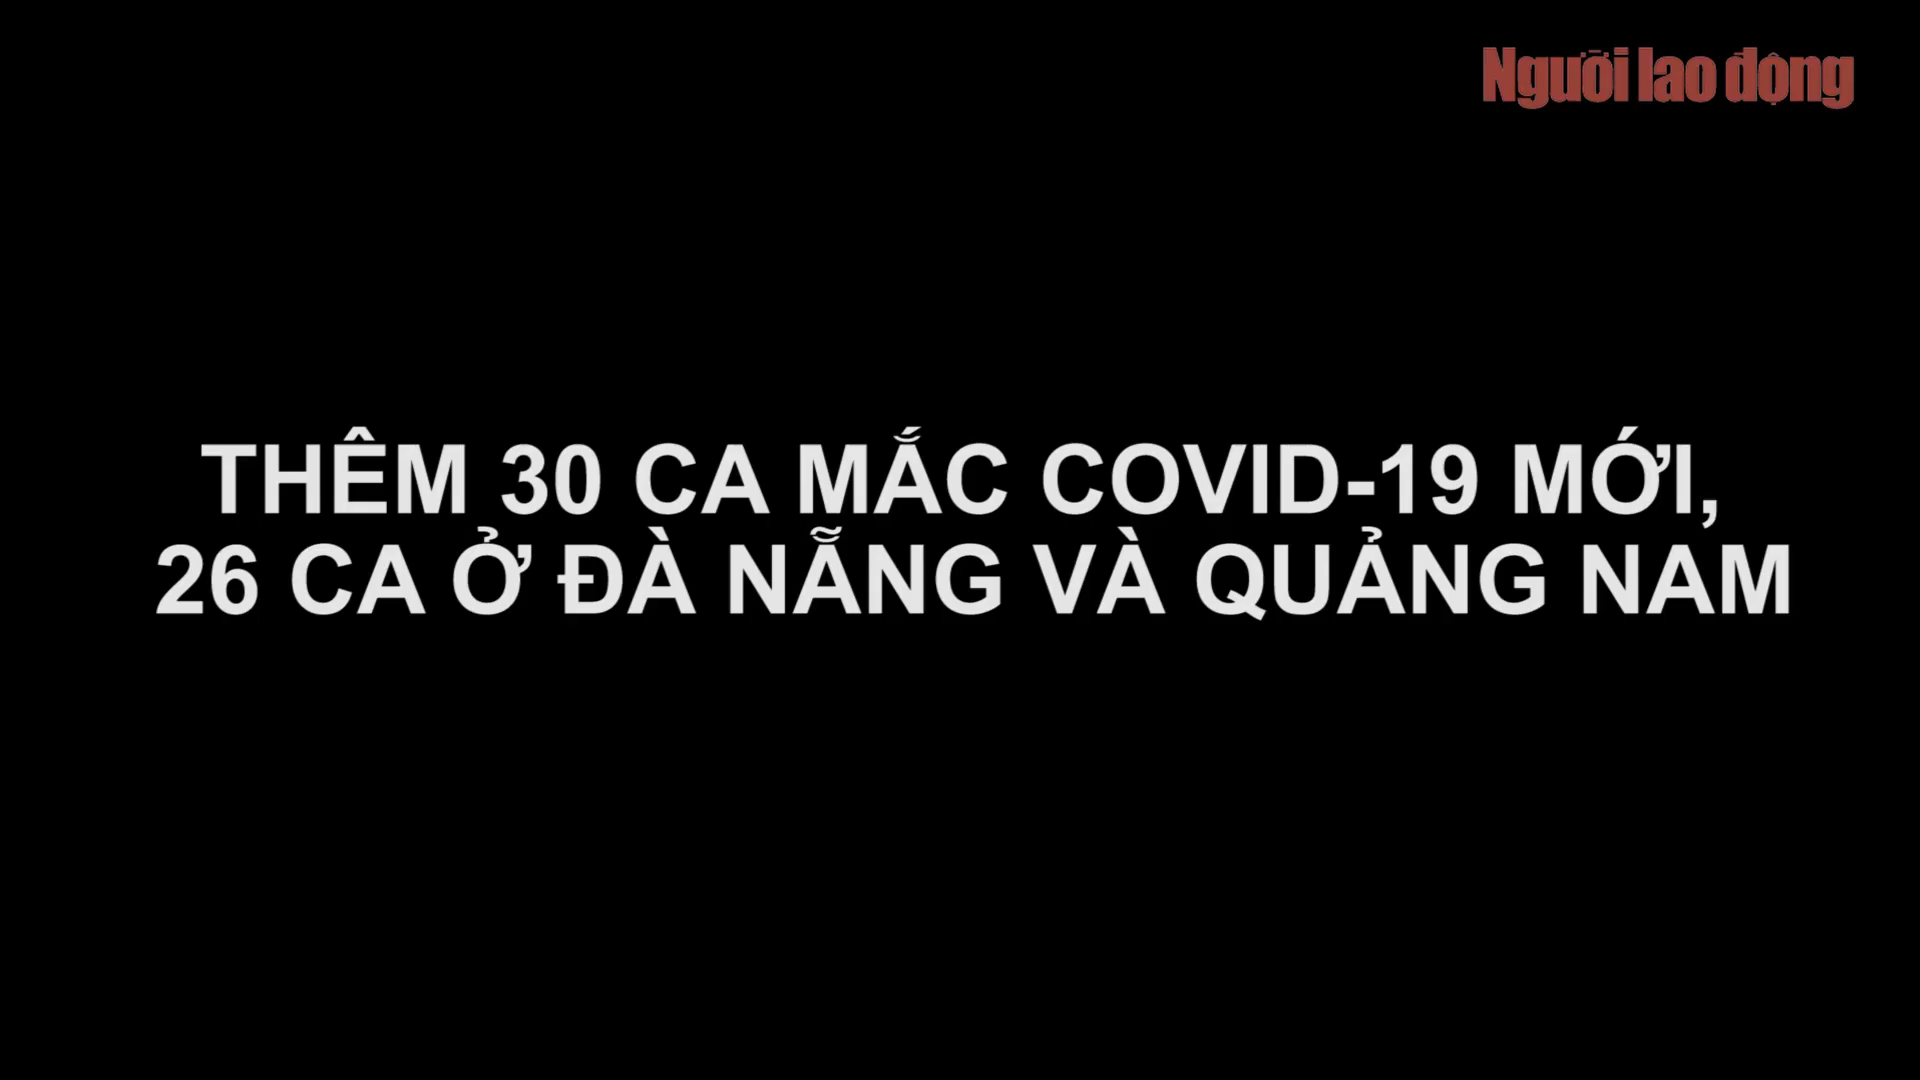 Người lao động
THÊM 30 CA MẮC COVID-19 MỚI,
26 CA Ở ĐÀ NẴNG VÀ QUẢNG NAM